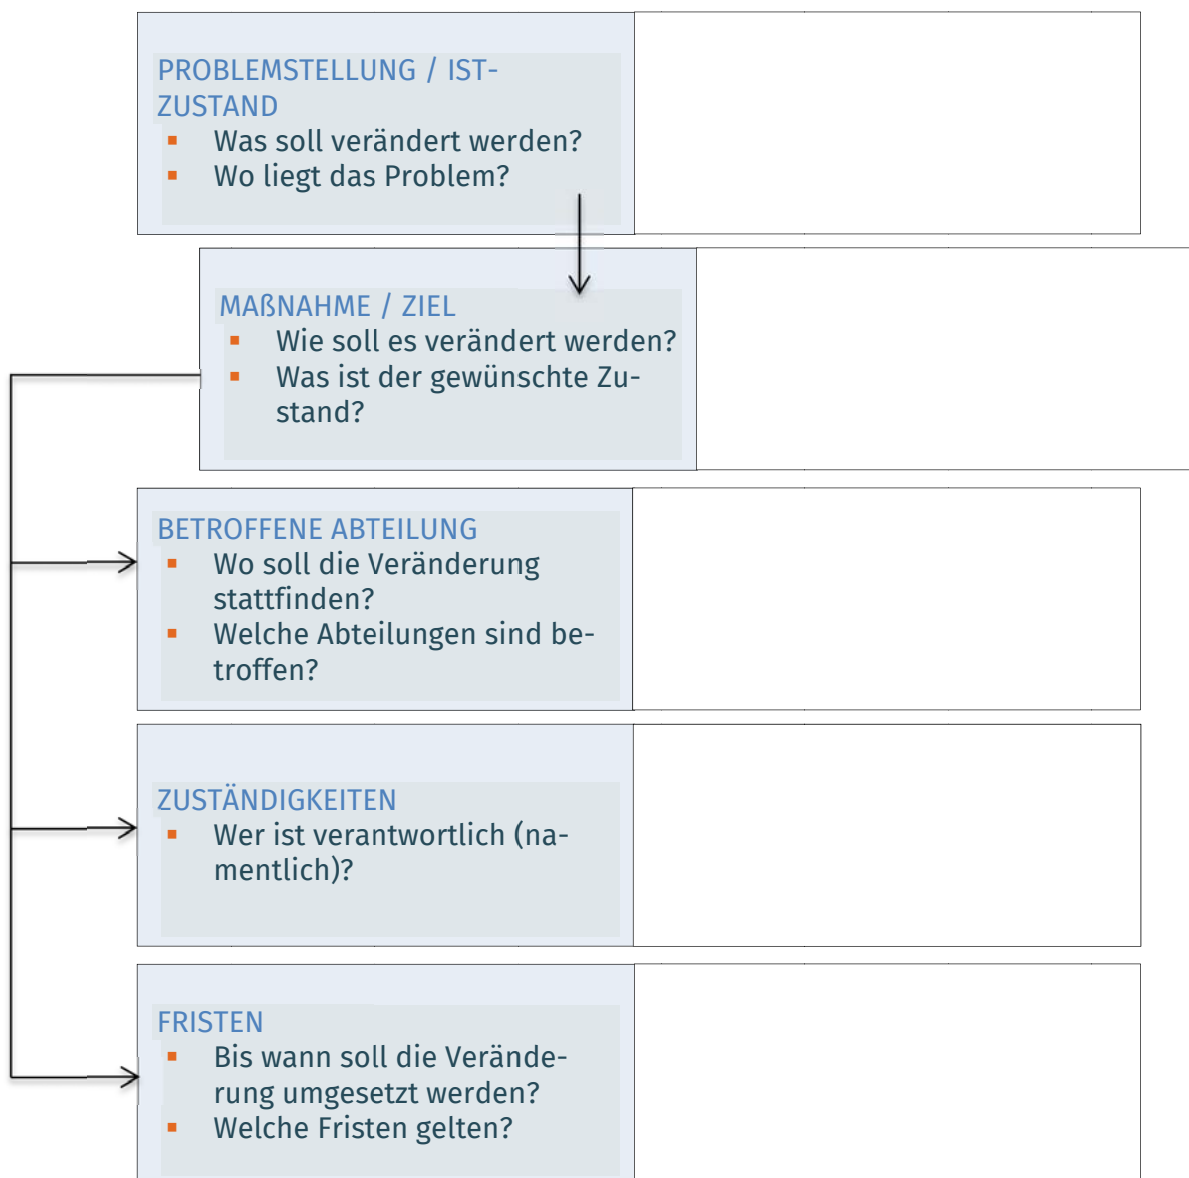 PROBLEMSTELLUNG / IST-
ZUSTAND
▪ Was soll verändert werden?
▪ Wo liegt das Problem?
MAßNAHME / ZIEL
▪ Wie soll es verändert werden?
▪ Was ist der gewünschte Zu-
stand?
BETROFFENE ABTEILUNG
▪ Wo soll die Veränderung
stattfinden?
▪ Welche Abteilungen sind be-
troffen?
ZUSTÄNDIGKEITEN
▪ Wer ist verantwortlich (na-
mentlich)?
FRISTEN
▪ Bis wann soll die Verände-
rung umgesetzt werden?
▪ Welche Fristen gelten?